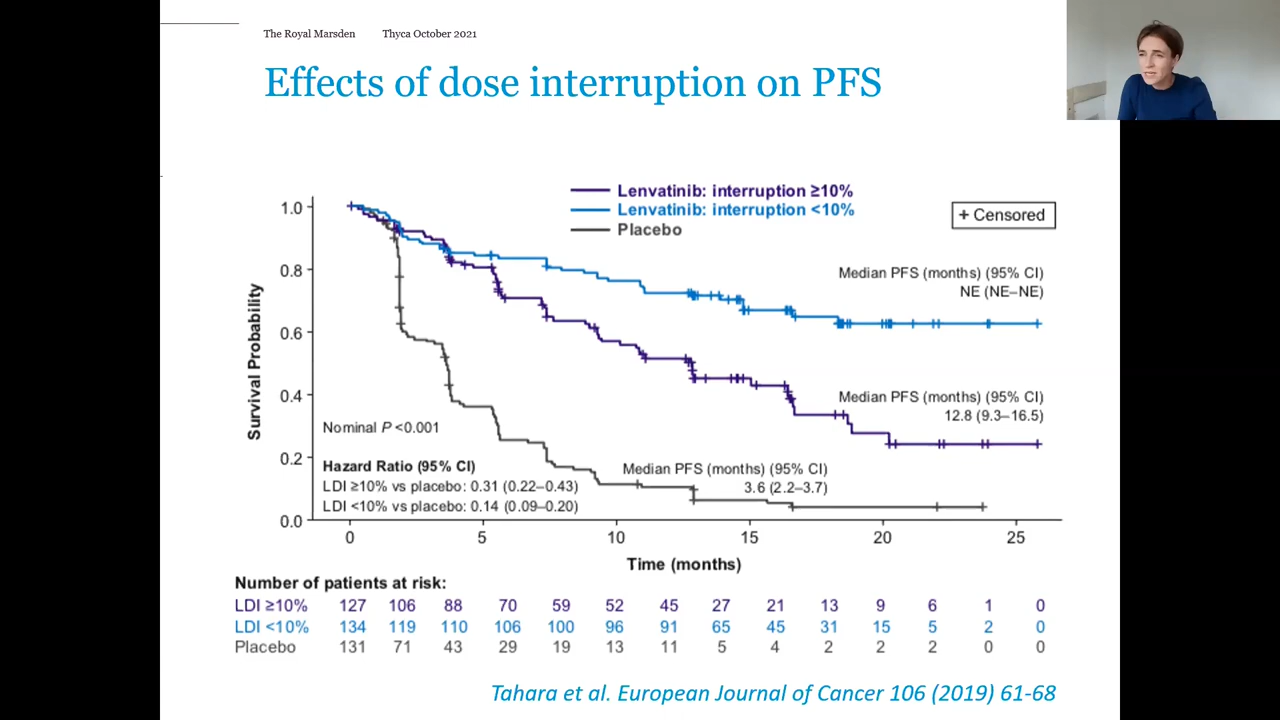 The Royal Marsden Thyca October 2021
Effects of dose interruption on PFS
Lenvatinib: interruption ≥10%
Lenvatinib: interruption <10%
Placebo
+ Censored
Median PFS (months) (95% CI)
NE (NE–NE)
Median PFS (months) (95% CI)
12.8 (9.3–16.5)
Median PFS (months) (95% CI)
3.6 (2.2–3.7)
Nominal P <0.001
Hazard Ratio (95% CI)
LDI ≥10% vs placebo: 0.31 (0.22–0.43)
LDI <10% vs placebo: 0.14 (0.09–0.20)
Survival Probability
1.0
0.8
0.6
0.4
0.2
0.0
0 5 10 15 20 25
Time (months)
Number of patients at risk:
LDI ≥10% 127 106 88 70 59 52 45 27 21 13 9 6 1 0
LDI <10% 134 119 110 106 100 96 91 65 45 31 15 5 2 0
Placebo 131 71 43 29 19 13 11 5 4 2 2 2 0 0
Tahara et al. European Journal of Cancer 106 (2019) 61-68